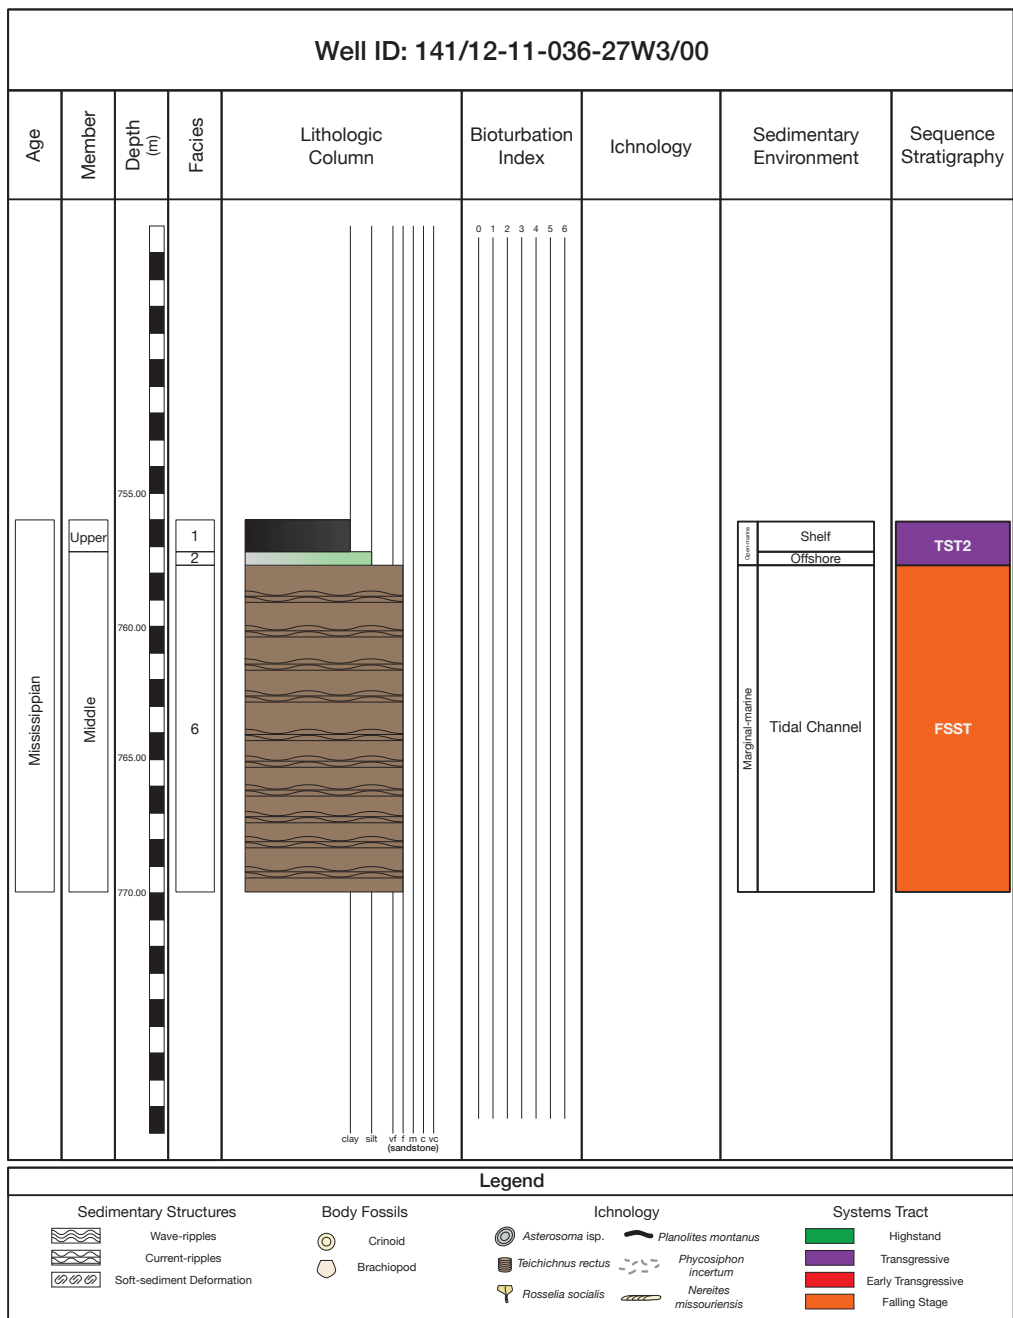 Well ID: 141/12-11-036-27W3/00
Age
Member
Depth
(m)
Facies
Lithologic
Column
Bioturbation
Index
Ichnology
Sedimentary
Environment
Sequence
Stratigraphy
0 1 2 3 4 5 6
755.00
760.00
765.00
770.00
Mississippian
Upper
Middle
1
2
6
Open-marine
Shelf
Offshore
Marginal-marine
Tidal Channel
TST2
FSST
clay silt vf f m c vc
(sandstone)
Legend
Sedimentary Structures
Wave-ripples
Current-ripples
Soft-sediment Deformation
Body Fossils
Crinoid
Brachiopod
Ichnology
Asterosoma isp.
Teichichnus rectus
Rosselia socialis
Planolites montanus
Phycosiphon
incertum
Nereites
missouriensis
Systems Tract
Highstand
Transgressive
Early Transgressive
Falling Stage